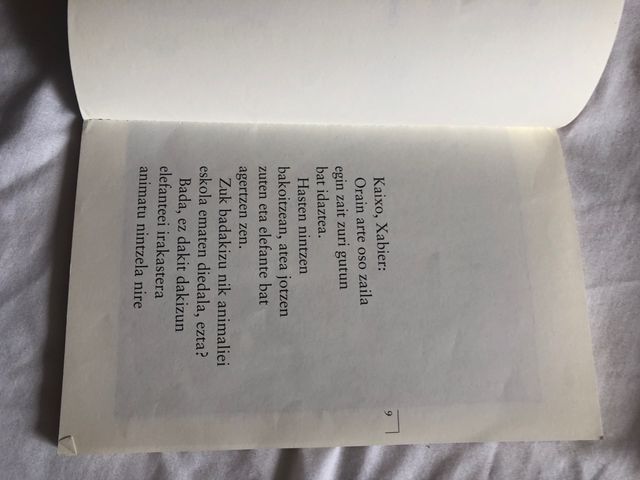 Kaixo, Xabier:
Orain arte oso zaila
egin zait zuri gutun
bat idaztea.
Hasten nintzen
bakoitzean, atea jotzen
zuten eta elefante bat
agertzen zen.
Zuk badakizu nik animaliei
eskola ematen diedala, ezta?
Bada, ez dakit dakizun
elefanteei irakastera
animatu nintzela nire
9